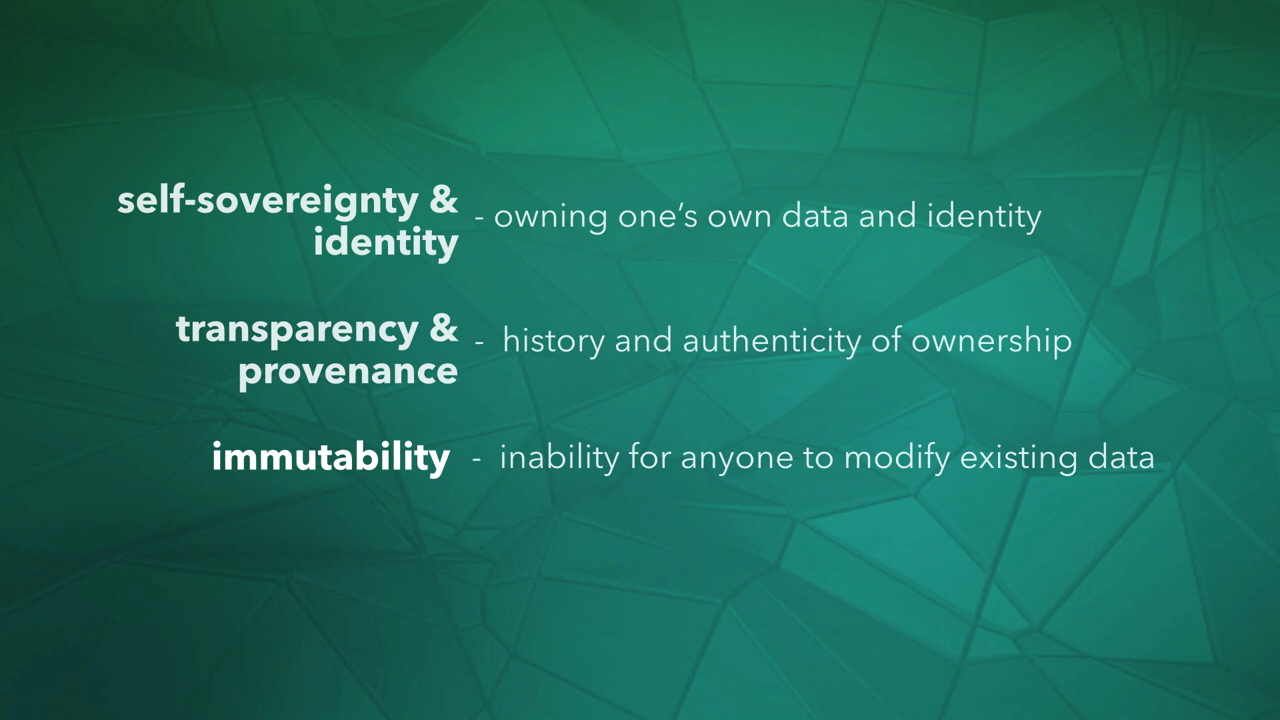 self-sovereignty &
identity - owning one’s own data and identity
transparency &
provenance - history and authenticity of ownership
immutability - inability for anyone to modify existing data